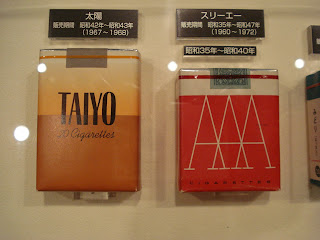 太陽
販売期間 昭和42年～昭和43年
(1967～1968)
TAIYO
20 Cigarettes
スリーエー
販売期間 昭和35年～昭和47年
(1960～1972)
昭和35年～昭和40年
AAA
CIGARETTES